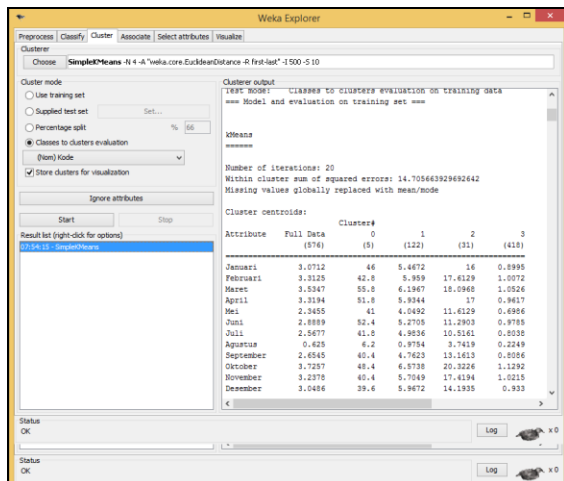 Weka Explorer
Preprocess Classify Cluster Associate Select attributes Visualize
Clusterer
Choose SimpleKMeans -N 4 -A "weka.core.EuclideanDistance -R first-last" -I 500 -S 10
Cluster mode
Use training set
Supplied test set Set...
Percentage split % 66
Classes to clusters evaluation
(Nom) Kode
Store clusters for visualization
Ignore attributes
Start Stop
Result list (right-click for options)
07:54:15 - SimpleKMeans
Clusterer output
Test mode: Classes to clusters evaluation on training data
=== Model and evaluation on training set ===
kMeans
======
Number of iterations: 20
Within cluster sum of squared errors: 14.705663929692642
Missing values globally replaced with mean/mode
Cluster centroids:
Cluster#
Attribute Full Data 0 1 2 3
(576) (5) (122) (31) (418)
Januari 3.0712 46 5.4672 16 0.8995
Februari 3.3125 42.8 5.959 17.6129 1.0072
Maret 3.5347 55.8 6.1967 18.0968 1.0526
April 3.3194 51.8 5.9344 17 0.9617
Mei 2.3455 41 4.0492 11.6129 0.6986
Juni 2.8889 52.4 5.2705 11.2903 0.9785
Juli 2.5677 41.8 4.9836 10.5161 0.8038
Agustus 0.625 6.2 0.9754 3.7419 0.2249
September 2.6545 40.4 4.7623 13.1613 0.8086
Oktober 3.7257 48.4 6.5738 20.3226 1.1292
November 3.2378 40.4 5.7049 17.4194 1.0215
Desember 3.0486 39.6 5.9672 14.1935 0.933
Status
OK Log x 0
Status
OK Log x 0